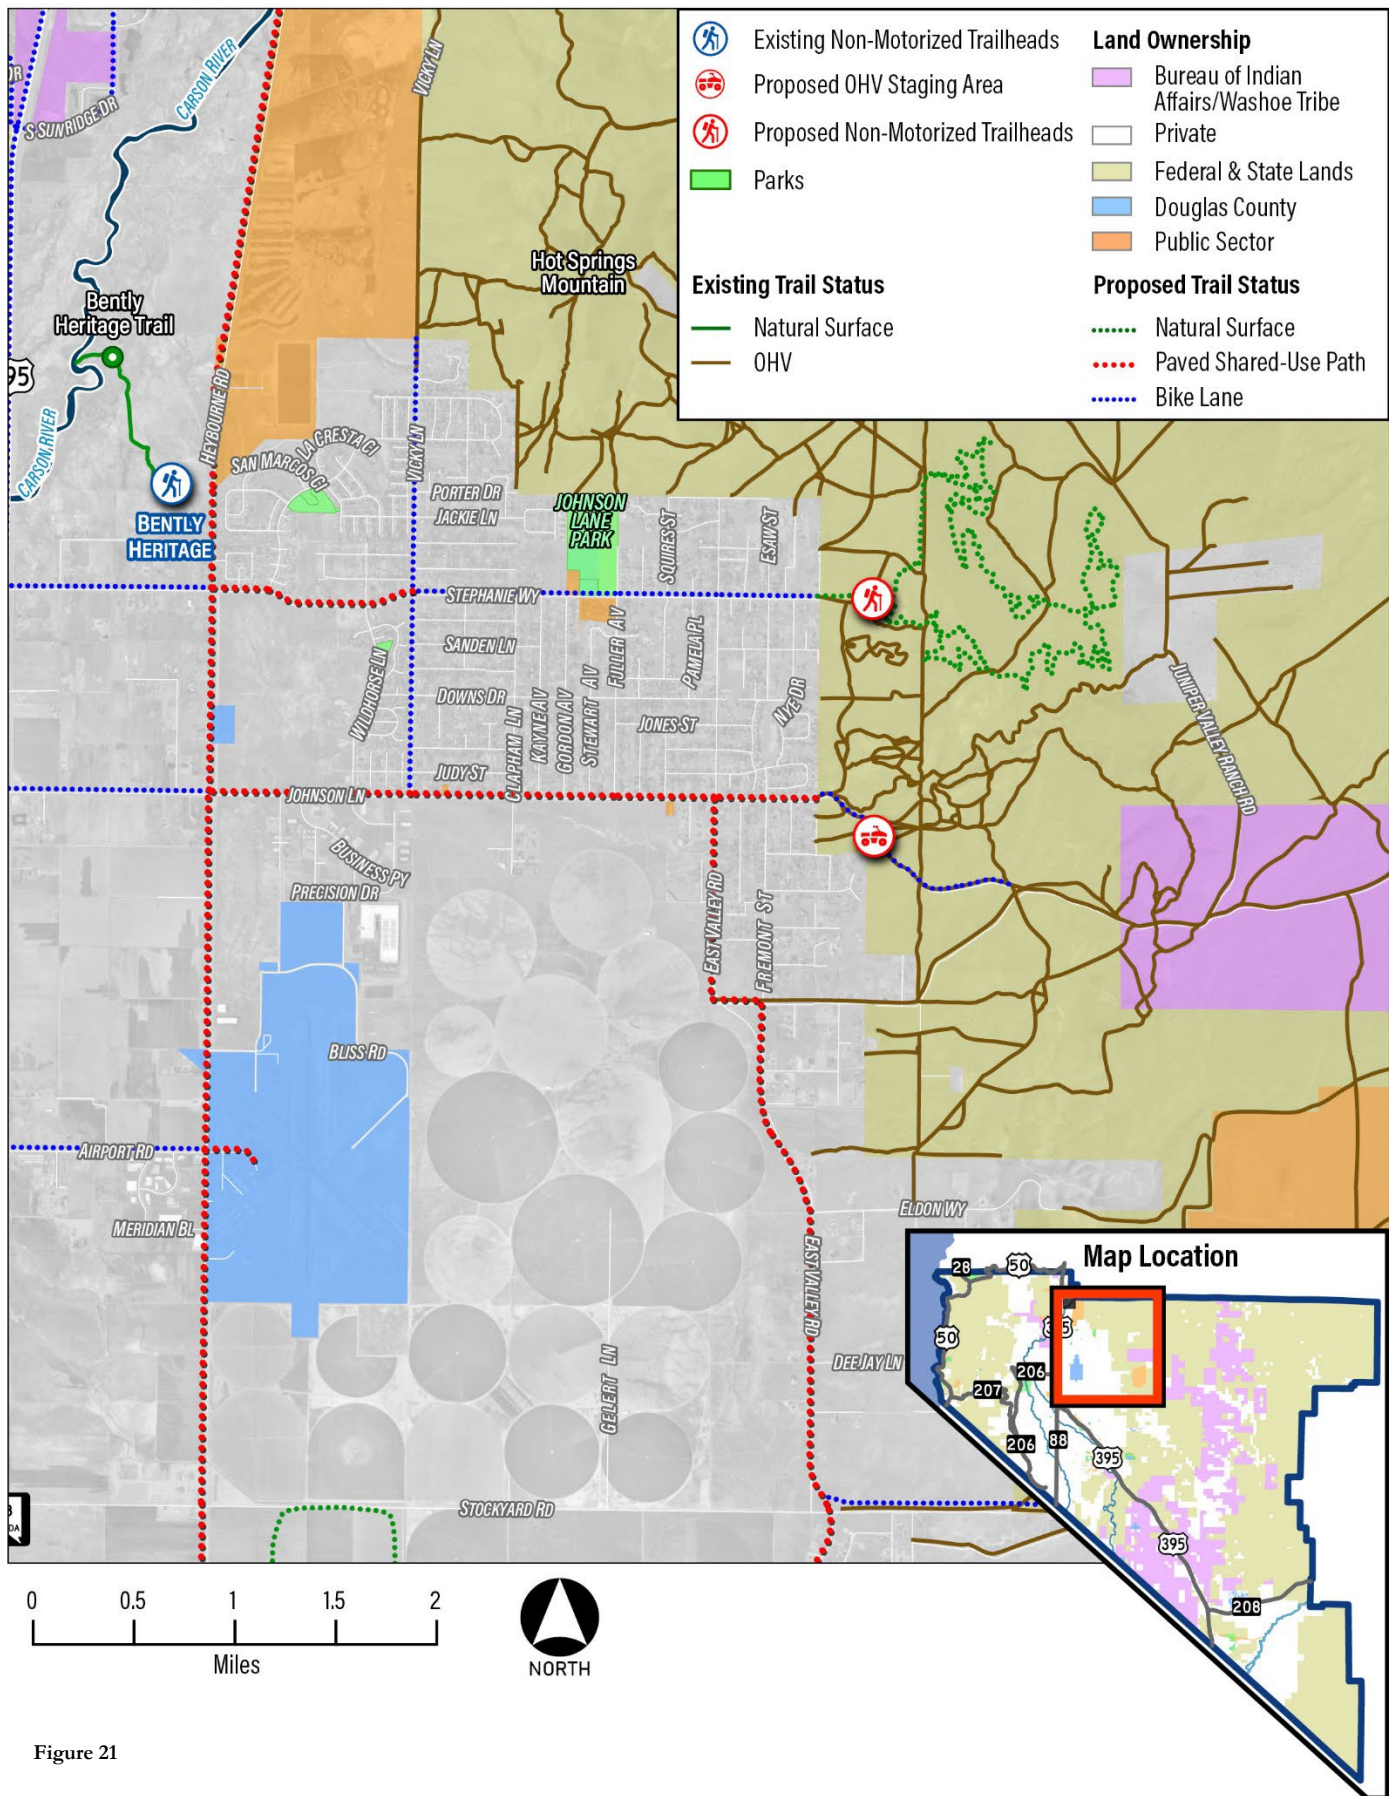 Existing Non-Motorized Trailheads
Proposed OHV Staging Area
Proposed Non-Motorized Trailheads
Parks
Existing Trail Status
Natural Surface
OHV
Land Ownership
Bureau of Indian
Affairs/Washoe Tribe
Private
Federal & State Lands
Douglas County
Public Sector
Proposed Trail Status
Natural Surface
Paved Shared-Use Path
Bike Lane
CARSON RIVER
VICKY LN
S SUNRIDGE DR
DR
Hot Springs
Mountain
Bently
Heritage Trail
95
CARSON RIVER
HEYBOURNE RD
LA CRESTA CI
SAN MARCOS CI
VICKY LN
PORTER DR
JACKIE LN
JOHNSON
LANE
PARK
SQUIRES ST
ESAW ST
BENTLY
HERITAGE
STEPHANIE WY
SANDEN LN
FULLER AV
PAMELA PL
WILDHORSE LN
DOWNS DR
CLAPHAM LN
KAYNE AV
GORDON AV
STEWART AV
JONES ST
NYE DR
JUNIPER VALLEY RANCH RD
JUDY ST
JOHNSON LN
BUSINESS PY
PRECISION DR
EAST VALLEY RD
FREMONT ST
BLISS RD
AIRPORT RD
MERIDIAN BL
ELDON WY
EAST VALLEY RD
DEE JAY LN
GELERT LN
STOCKYARD RD
Map Location
28
50
50
395
206
207
206
88
395
395
208
0
0.5
1
1.5
2
Miles
NORTH
Figure 21